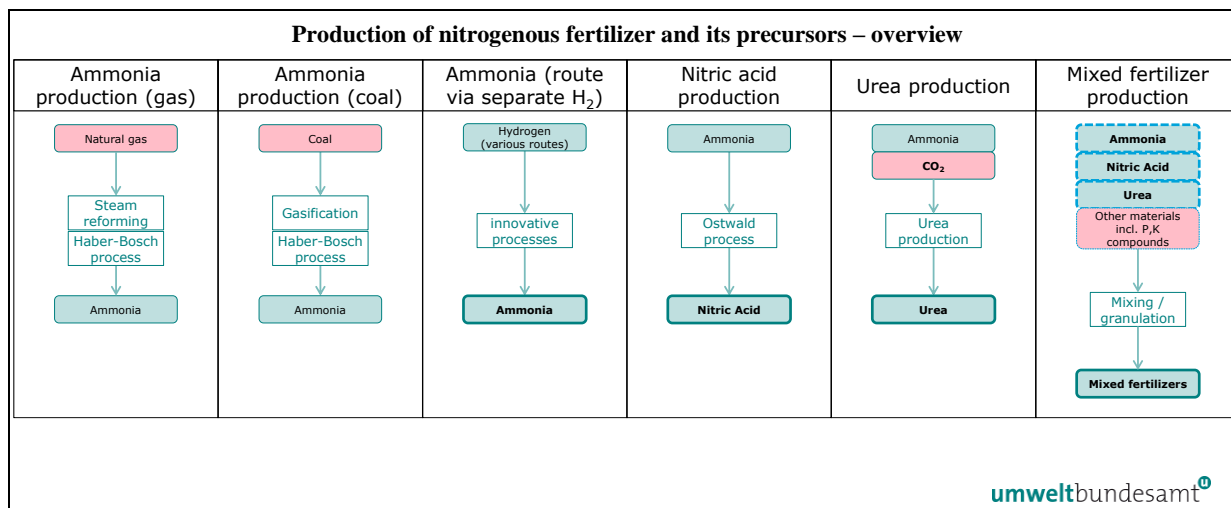 Production of nitrogenous fertilizer and its precursors – overview
Ammonia
production (gas)
Natural gas
Steam
reforming
Haber-Bosch
process
Ammonia
Ammonia
production (coal)
Coal
Gasification
Haber-Bosch
process
Ammonia
Ammonia (route
via separate H₂)
Hydrogen
(various routes)
innovative
processes
Ammonia
Nitric acid
production
Ammonia
Ostwald
process
Nitric Acid
Urea production
Ammonia
CO₂
Urea
production
Urea
Mixed fertilizer
production
Ammonia
Nitric Acid
Urea
Other materials
incl. P,K
compounds
Mixing /
granulation
Mixed fertilizers
umweltbundesamt
u